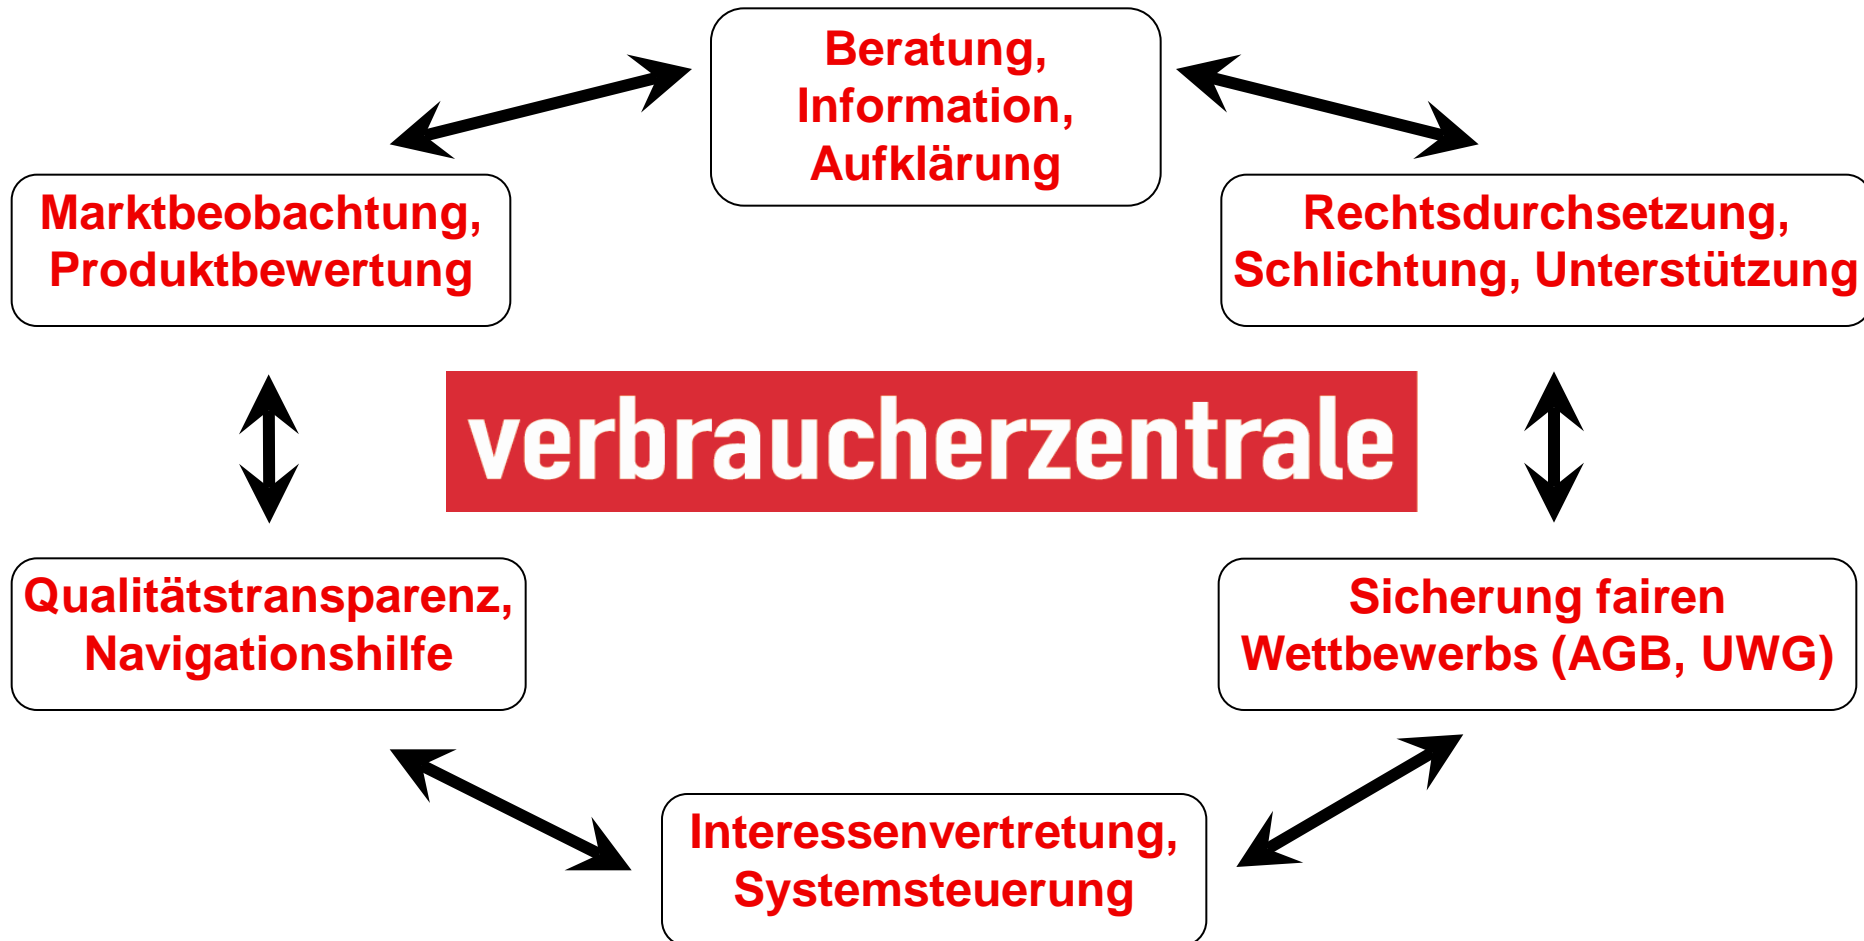 Beratung,
Information,
Aufklärung
Marktbeobachtung,
Produktbewertung
Rechtsdurchsetzung,
Schlichtung, Unterstützung
verbraucherzentrale
Qualitätstransparenz,
Navigationshilfe
Sicherung fairen
Wettbewerbs (AGB, UWG)
Interessenvertretung,
Systemsteuerung